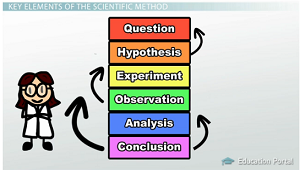 KEY ELEMENTS OF THE SCIENTIFIC METHOD
Question
Hypothesis
Experiment
Observation
Analysis
Conclusion
Education Portal